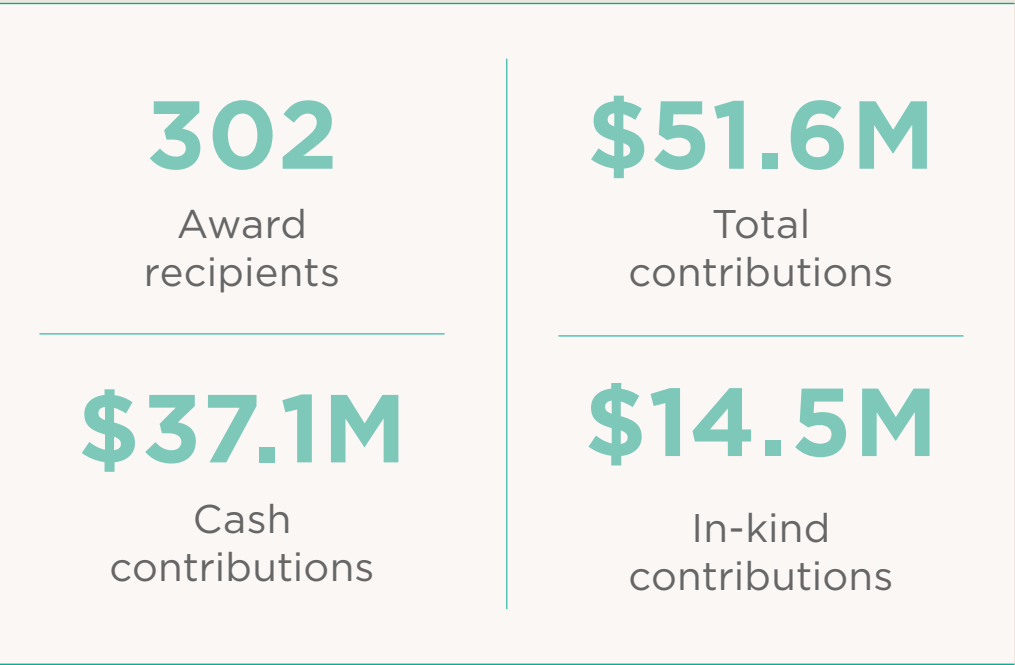 302
Award
recipients
$51.6M
Total
contributions
$37.1M
Cash
contributions
$14.5M
In-kind
contributions